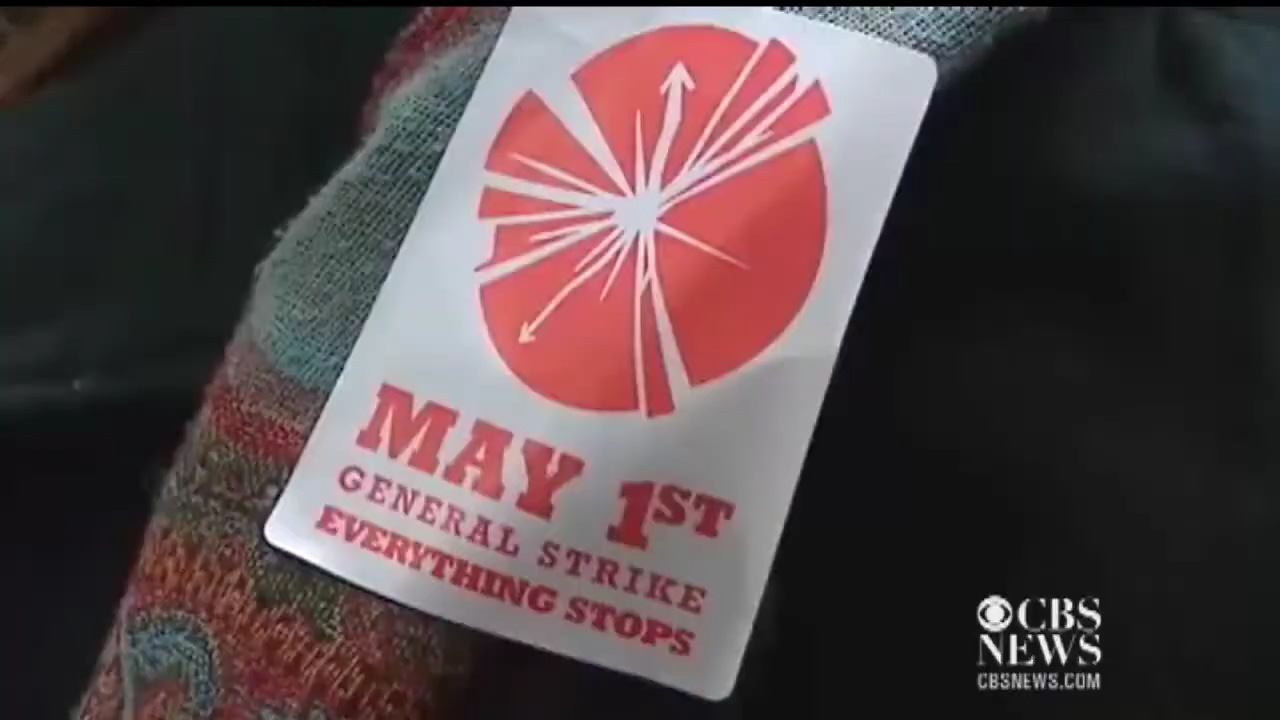 MAY 1ST
GENERAL STRIKE
EVERYTHING STOPS
CBS
NEWS
CBSNEWS.COM